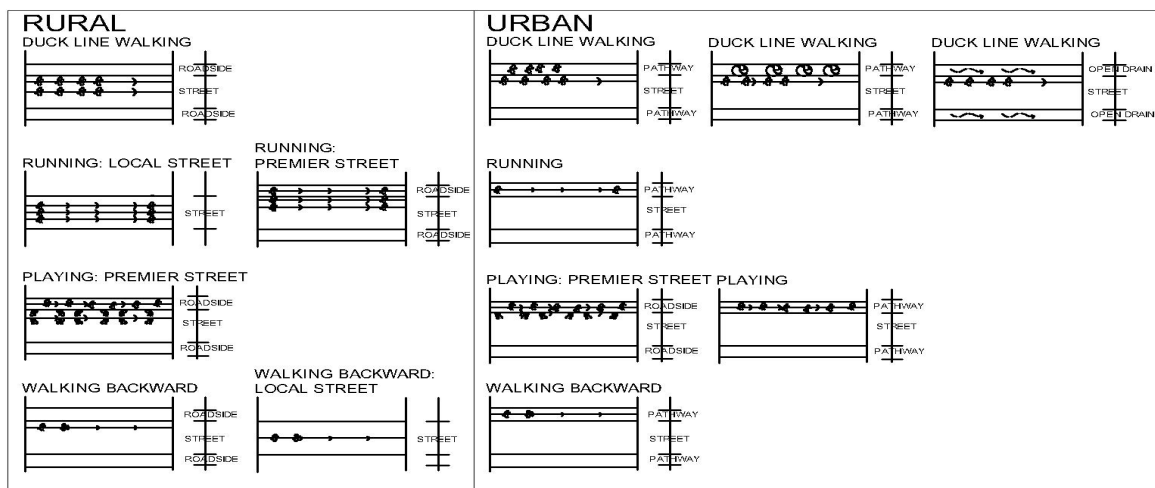 RURAL
DUCK LINE WALKING
ROADSIDE
STREET
ROADSIDE
RUNNING: LOCAL STREET
STREET
RUNNING:
PREMIER STREET
ROADSIDE
STREET
ROADSIDE
PLAYING: PREMIER STREET
ROADSIDE
STREET
ROADSIDE
WALKING BACKWARD
ROADSIDE
STREET
ROADSIDE
WALKING BACKWARD:
LOCAL STREET
STREET
URBAN
DUCK LINE WALKING
PATHWAY
STREET
PATHWAY
DUCK LINE WALKING
PATHWAY
STREET
PATHWAY
DUCK LINE WALKING
OPEN DRAIN
STREET
OPEN DRAIN
RUNNING
PATHWAY
STREET
PATHWAY
PLAYING: PREMIER STREET
ROADSIDE
STREET
ROADSIDE
PLAYING
PATHWAY
STREET
PATHWAY
WALKING BACKWARD
PATHWAY
STREET
PATHWAY